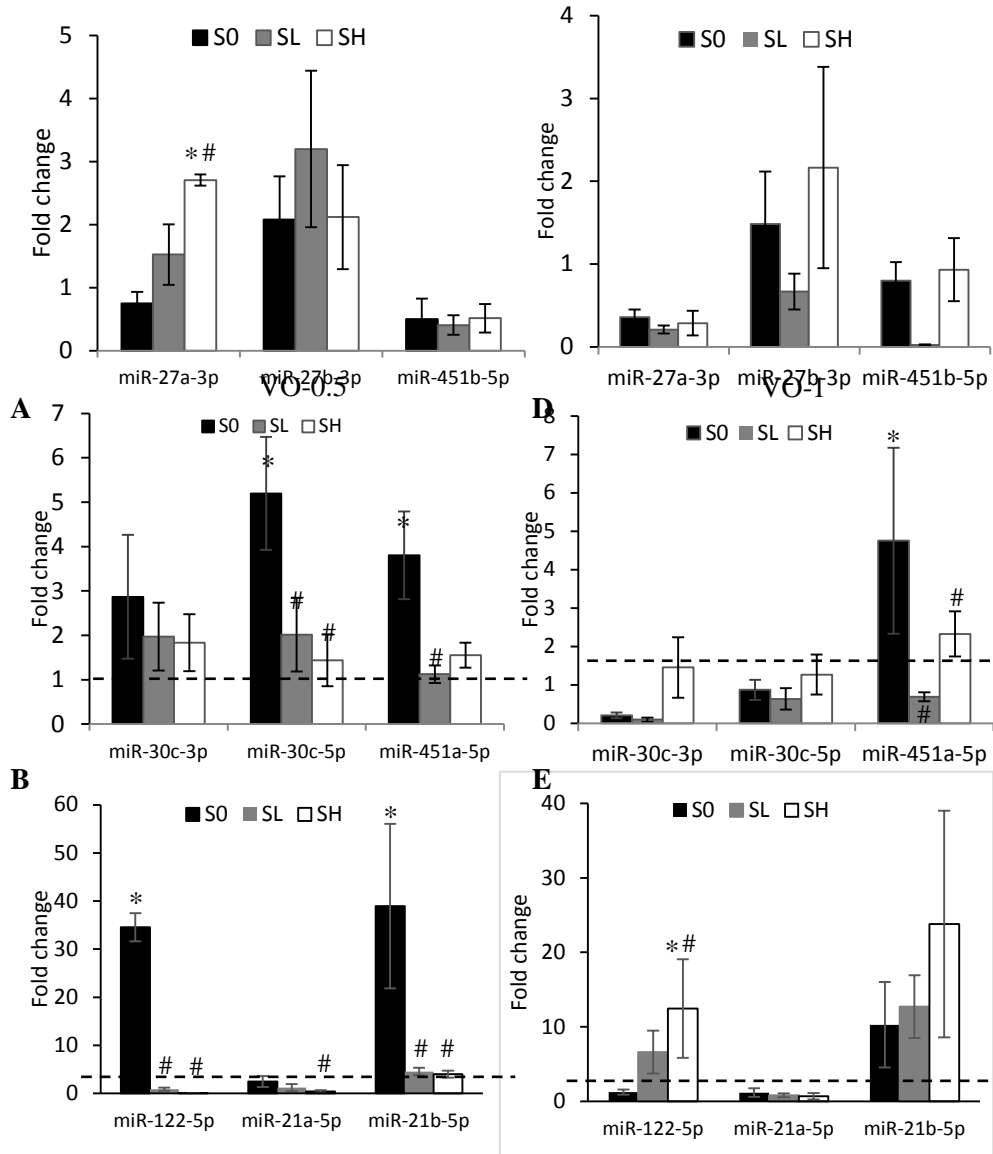 S0 SL SH
5
4
3
2
1
0
Fold change
* #
miR-27a-3p miR-27b-3p miR-451b-5p
VO-0.5
S0 SL SH
4
3
2
1
0
Fold change
miR-27a-3p miR-27b-3p miR-451b-5p
VO-1
A
S0 SL SH
7
6
5
4
3
2
1
0
Fold change
* # # * #
miR-30c-3p miR-30c-5p miR-451a-5p
D
S0 SL SH
8
7
6
5
4
3
2
1
0
Fold change
* # #
miR-30c-3p miR-30c-5p miR-451a-5p
B
S0 SL SH
60
50
40
30
20
10
0
Fold change
* # # # * # #
miR-122-5p miR-21a-5p miR-21b-5p
E
S0 SL SH
40
30
20
10
0
Fold change
* #
miR-122-5p miR-21a-5p miR-21b-5p